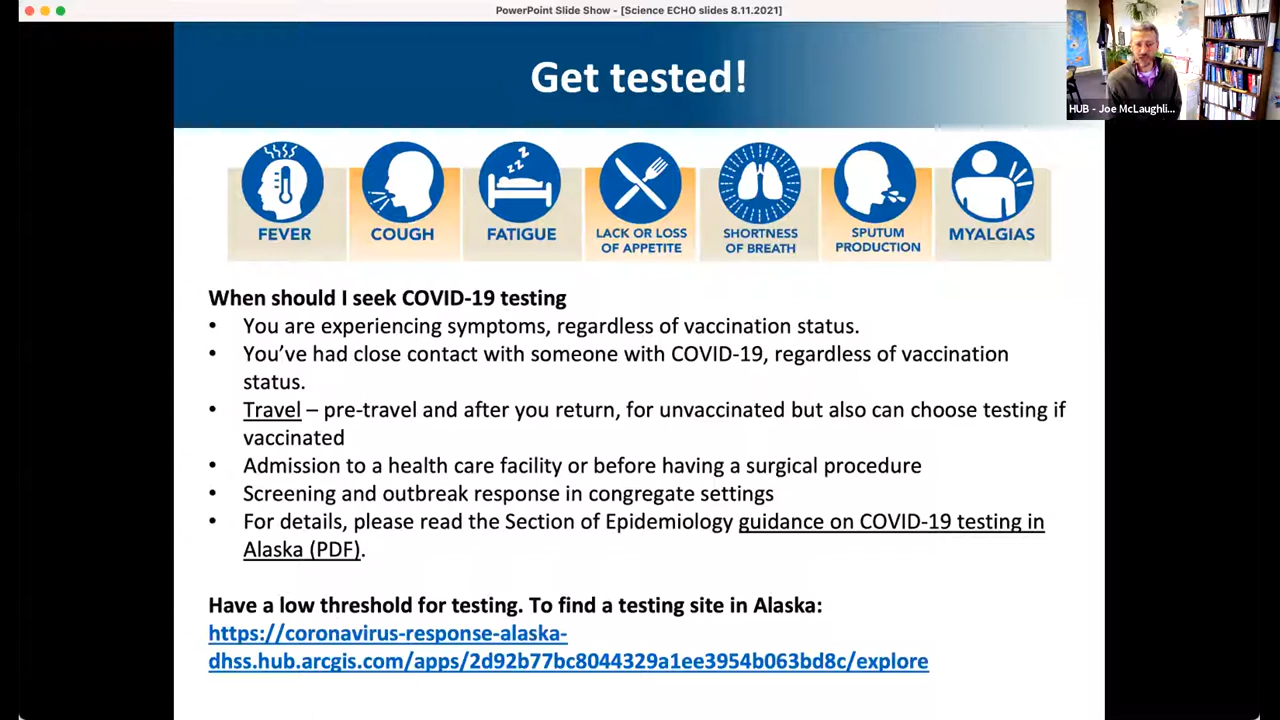 PowerPoint Slide Show - [Science ECHO slides 8.11.2021]
HUB - Joe McLaughli...
Get tested!
FEVER
COUGH
FATIGUE
LACK OR LOSS
OF APPETITE
SHORTNESS
OF BREATH
SPUTUM
PRODUCTION
MYALGIAS
When should I seek COVID-19 testing
• You are experiencing symptoms, regardless of vaccination status.
• You’ve had close contact with someone with COVID-19, regardless of vaccination
status.
• Travel – pre-travel and after you return, for unvaccinated but also can choose testing if
vaccinated
• Admission to a health care facility or before having a surgical procedure
• Screening and outbreak response in congregate settings
• For details, please read the Section of Epidemiology guidance on COVID-19 testing in
Alaska (PDF).
Have a low threshold for testing. To find a testing site in Alaska:
https://coronavirus-response-alaska-
dhss.hub.arcgis.com/apps/2d92b77bc8044329a1ee3954b063bd8c/explore